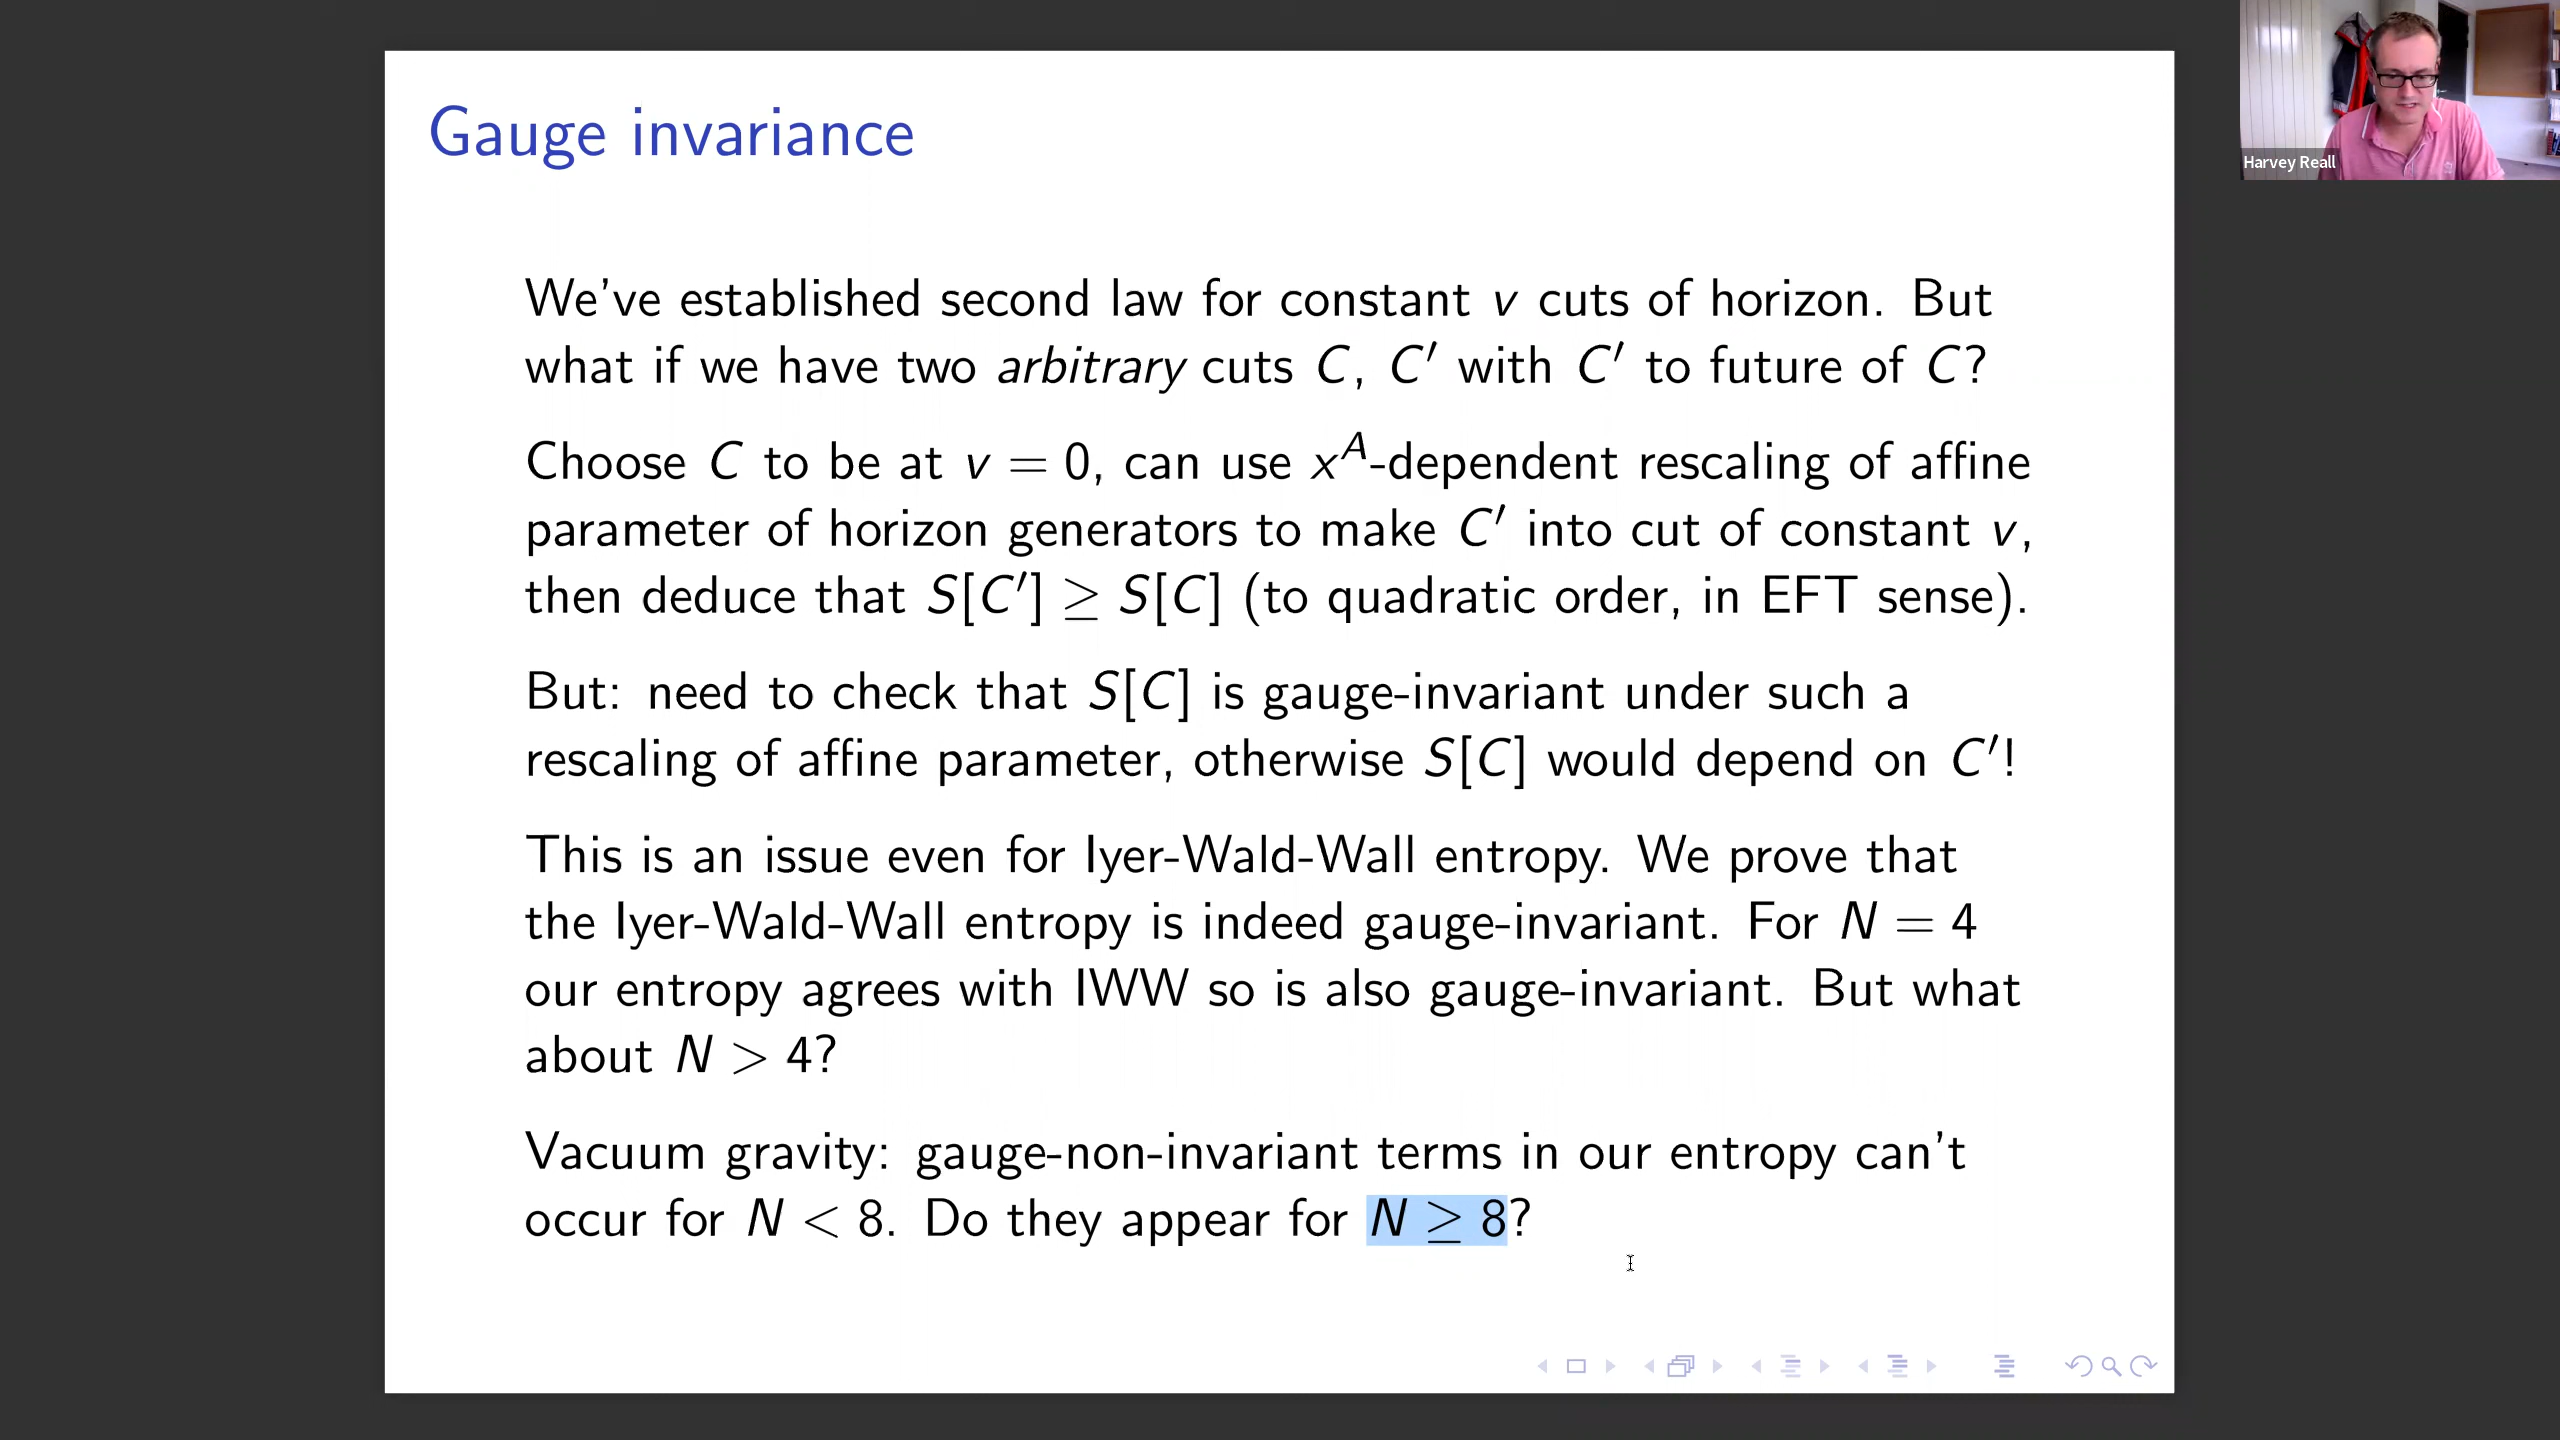 Gauge invariance
Harvey Reall
We've established second law for constant v cuts of horizon. But
what if we have two arbitrary cuts C, C′ with C′ to future of C?
Choose C to be at v = 0, can use x^A-dependent rescaling of affine
parameter of horizon generators to make C′ into cut of constant v,
then deduce that S[C′] ≥ S[C] (to quadratic order, in EFT sense).
But: need to check that S[C] is gauge-invariant under such a
rescaling of affine parameter, otherwise S[C] would depend on C′!
This is an issue even for Iyer-Wald-Wall entropy. We prove that
the Iyer-Wald-Wall entropy is indeed gauge-invariant. For N = 4
our entropy agrees with IWW so is also gauge-invariant. But what
about N > 4?
Vacuum gravity: gauge-non-invariant terms in our entropy can't
occur for N < 8. Do they appear for N ≥ 8?